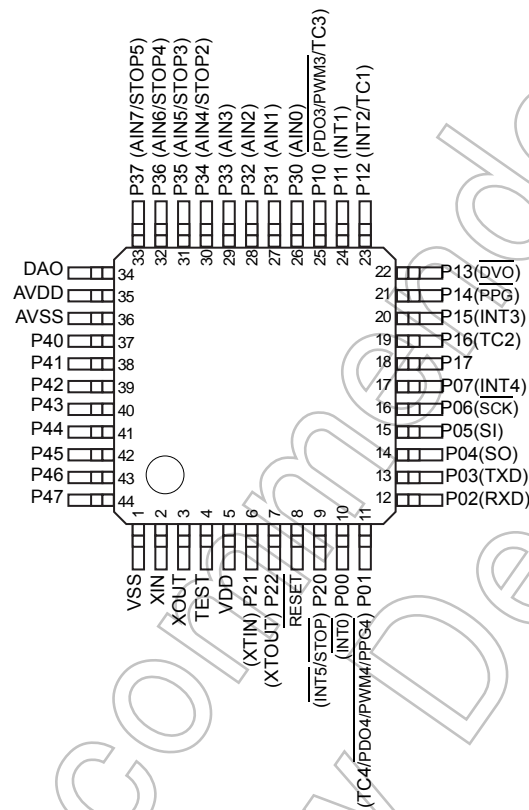 P37 (AIN7/STOP5)
P36 (AIN6/STOP4)
P35 (AIN5/STOP3)
P34 (AIN4/STOP2)
P33 (AIN3)
P32 (AIN2)
P31 (AIN1)
P30 (AIN0)
P10 (PDO3/PWM3/TC3)
P11 (INT1)
P12 (INT2/TC1)
33
32
31
30
29
28
27
26
25
24
23
DAO 34
AVDD 35
AVSS 36
P40 37
P41 38
P42 39
P43 40
P44 41
P45 42
P46 43
P47 44
22 P13(DVO)
21 P14(PPG)
20 P15(INT3)
19 P16(TC2)
18 P17
17 P07(INT4)
16 P06(SCK)
15 P05(SI)
14 P04(SO)
13 P03(TXD)
12 P02(RXD)
1
2
3
4
5
6
7
8
9
10
11
VSS
XIN
XOUT
TEST
VDD
(XTIN) P21
(XTOUT) P22
RESET
(INT5/STOP) P20
(INT0) P00
(TC4/PDO4/PWM4/PPG4) P01